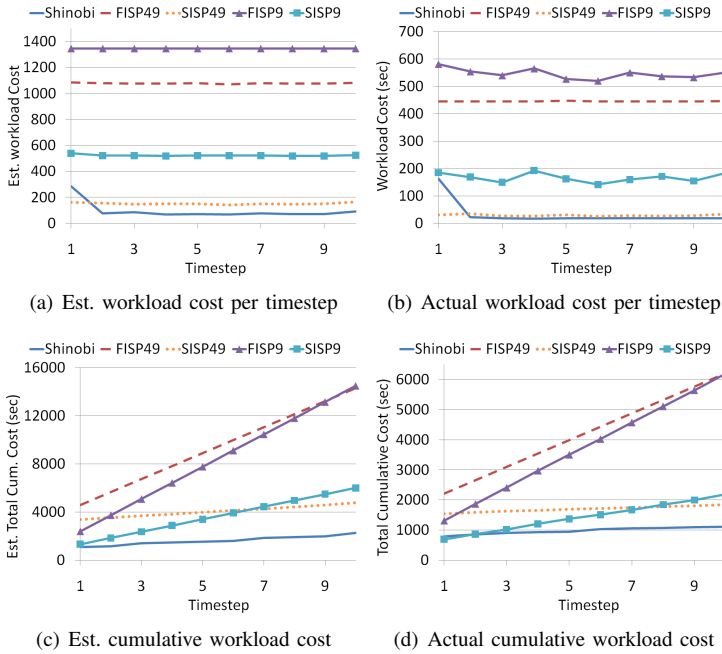 Shinobi FISP49 SISP49 FISP9 SISP9
1400
1200
1000
800
600
400
200
0
Est. workload Cost
1 3 5 7 9
Timestep
(a) Est. workload cost per timestep
Shinobi FISP49 SISP49 FISP9 SISP9
700
600
500
400
300
200
100
0
Workload Cost (sec)
1 3 5 7 9
Timestep
(b) Actual workload cost per timestep
Shinobi FISP49 SISP49 FISP9 SISP9
16000
12000
8000
4000
0
Est. Total Cum. Cost (sec)
1 3 5 7 9
Timestep
(c) Est. cumulative workload cost
Shinobi FISP49 SISP49 FISP9 SISP9
6000
5000
4000
3000
2000
1000
0
Total Cumulative Cost (sec)
1 3 5 7 9
Timestep
(d) Actual cumulative workload cost